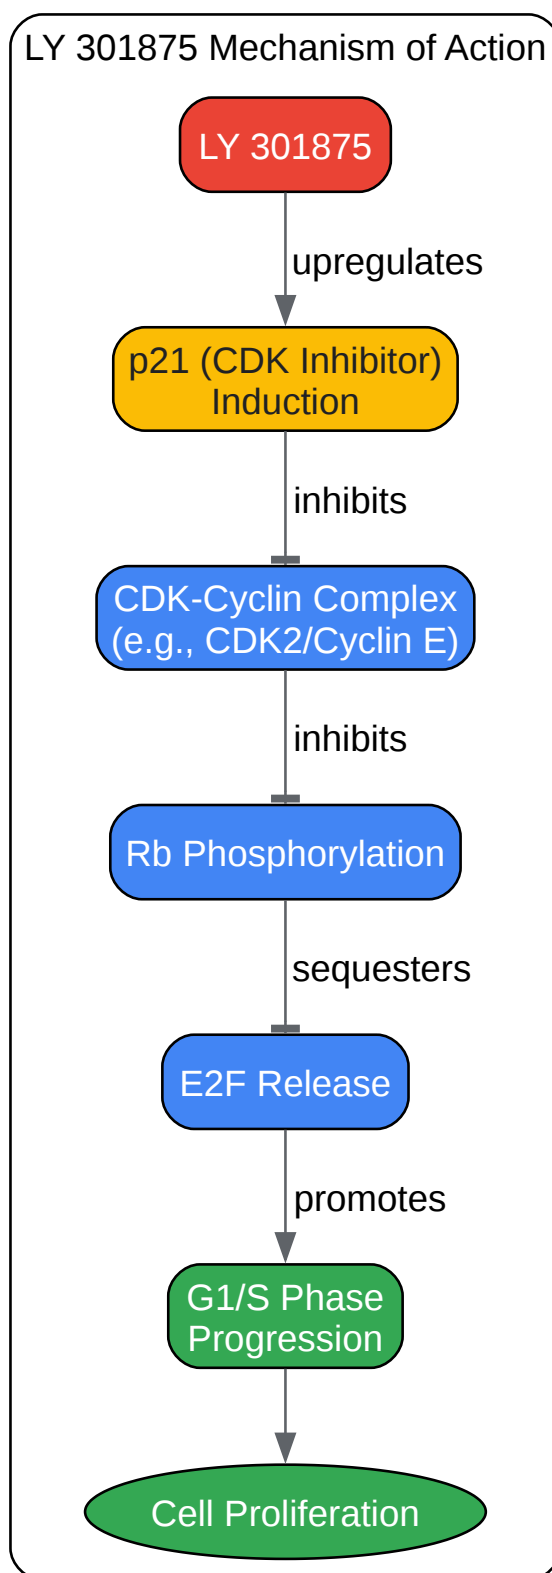 LY 301875 Mechanism of Action
LY 301875
upregulates
p21 (CDK Inhibitor)
Induction
inhibits
CDK-Cyclin Complex
(e.g., CDK2/Cyclin E)
inhibits
Rb Phosphorylation
sequesters
E2F Release
promotes
G1/S Phase
Progression
Cell Proliferation